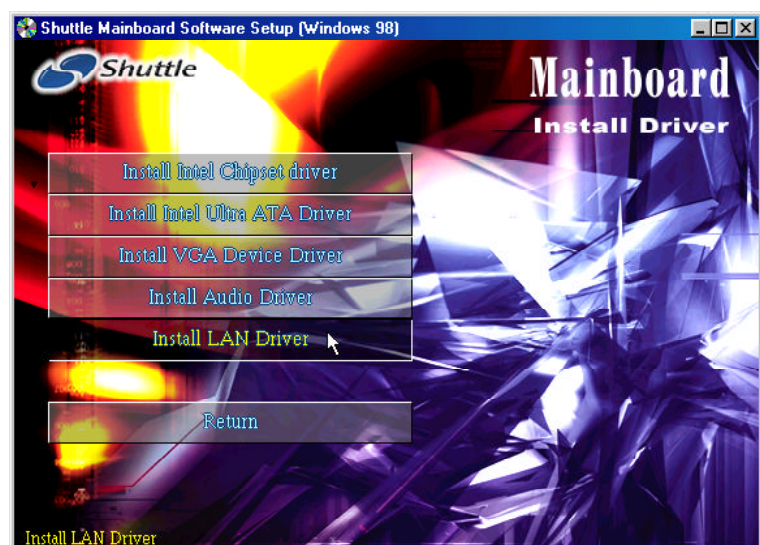 Shuttle Mainboard Software Setup (Windows 98)
Shuttle
Mainboard
Install Driver
Install Intel Chipset driver
Install Intel Ultra ATA Driver
Install VGA Device Driver
Install Audio Driver
Install LAN Driver
Return
Install LAN Driver